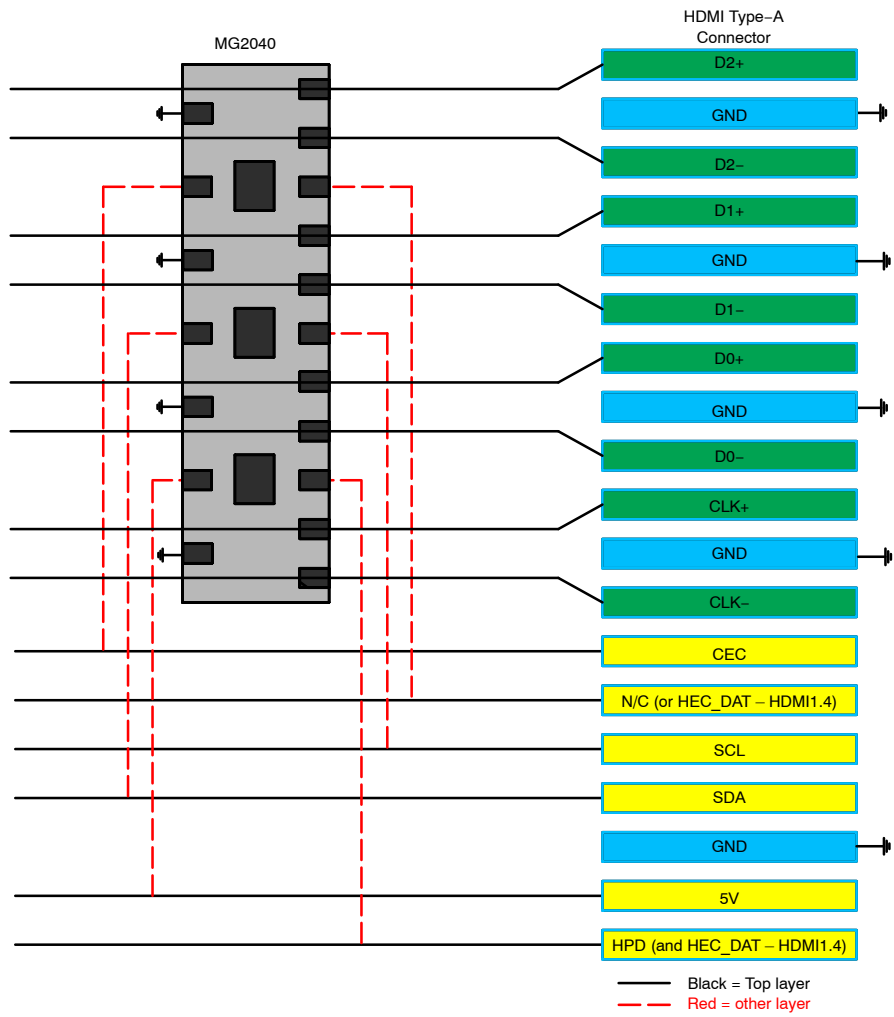 HDMI Type−A
Connector
MG2040
D2+
GND
D2−
D1+
GND
D1−
D0+
GND
D0−
CLK+
GND
CLK−
CEC
N/C (or HEC_DAT − HDMI1.4)
SCL
SDA
GND
5V
HPD (and HEC_DAT − HDMI1.4)
Black = Top layer
Red = other layer